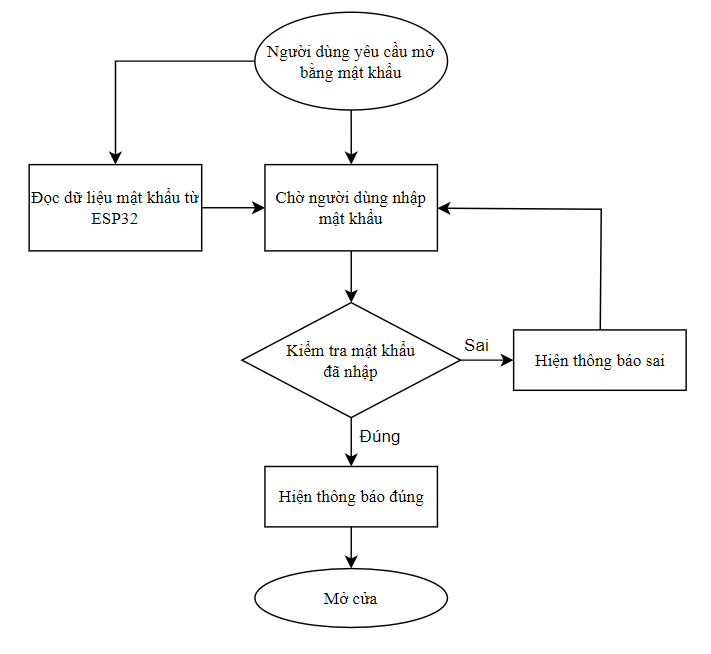 Người dùng yêu cầu mở
bằng mật khẩu
Đọc dữ liệu mật khẩu từ
ESP32
Chờ người dùng nhập
mật khẩu
Kiểm tra mật khẩu
đã nhập
Sai
Hiện thông báo sai
Đúng
Hiện thông báo đúng
Mở cửa